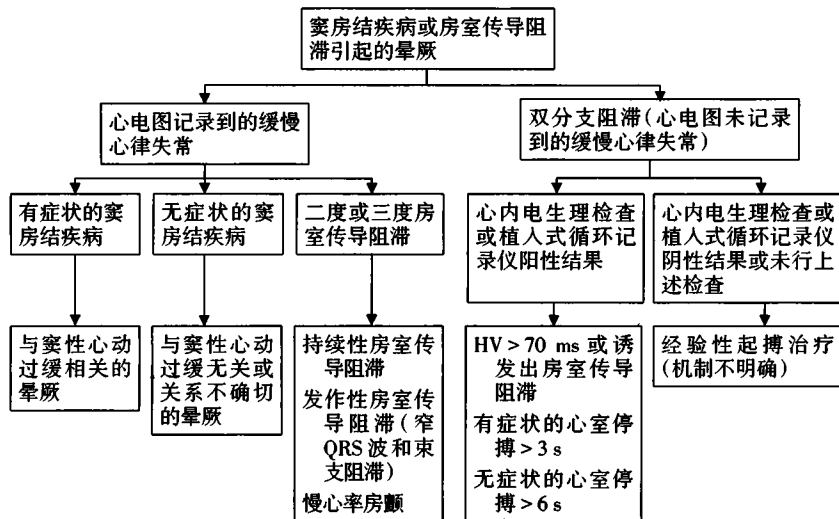 窦房结疾病或房室传导阻
滞引起的晕厥
心电图记录到的缓慢
心律失常
双分支阻滞(心电图未记录
到的缓慢心律失常)
有症状的窦
房结疾病
无症状的窦
房结疾病
二度或三度房
室传导阻滞
心内电生理检查
或植入式循环记
录仪阳性结果
心内电生理检查或
植入式循环记录仪
阴性结果或未行上
述检查
与窦性心动
过缓相关的
晕厥
与窦性心动
过缓无关或
关系不确切
的晕厥
持续性房室传
导阻滞
发作性房室传
导阻滞(窄
QRS波和束
支阻滞)
慢心率房颤
HV>70 ms或诱
发出房室传导
阻滞
有症状的心室停
搏>3 s
无症状的心室停
搏>6 s
经验性起搏治疗
(机制不明确)